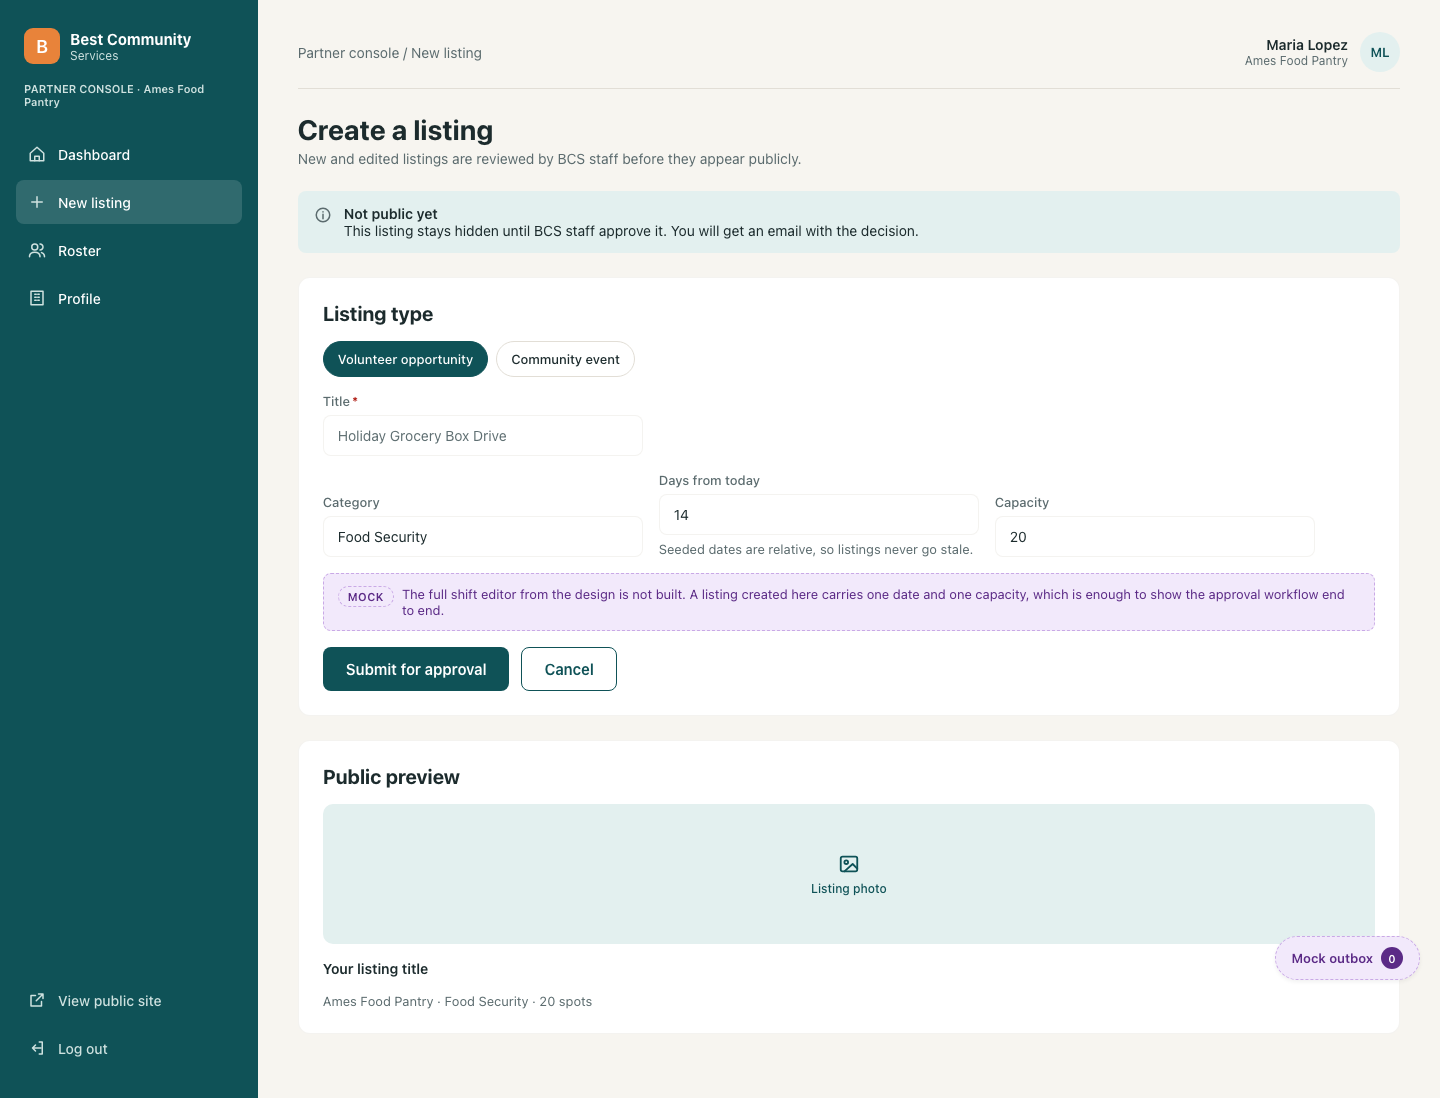 B
Best Community
Services
PARTNER CONSOLE · Ames Food
Pantry
Dashboard
New listing
Roster
Profile
View public site
Log out
Partner console / New listing
Maria Lopez
Ames Food Pantry
ML
Create a listing
New and edited listings are reviewed by BCS staff before they appear publicly.
Not public yet
This listing stays hidden until BCS staff approve it. You will get an email with the decision.
Listing type
Volunteer opportunity
Community event
Title *
Holiday Grocery Box Drive
Category
Food Security
Days from today
14
Seeded dates are relative, so listings never go stale.
Capacity
20
MOCK
The full shift editor from the design is not built. A listing created here carries one date and one capacity, which is enough to show the approval workflow end
to end.
Submit for approval
Cancel
Public preview
Listing photo
Your listing title
Ames Food Pantry · Food Security · 20 spots
Mock outbox 0